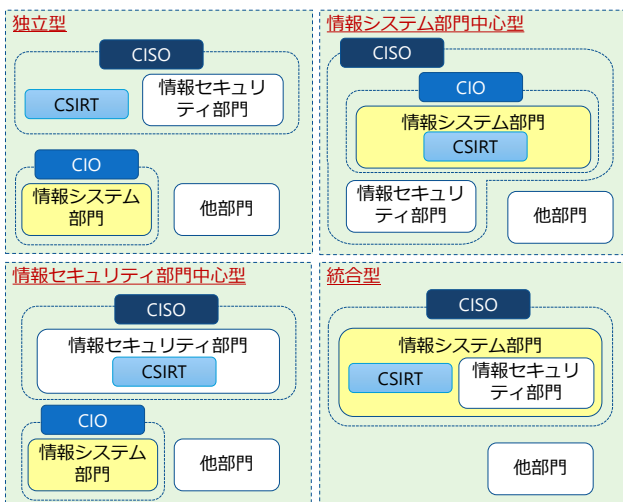 独立型
CISO
CSIRT
情報セキュリ
ティ部門
CIO
情報システム
部門
他部門
情報システム部門中心型
CISO
CIO
情報システム部門
CSIRT
情報セキュリ
ティ部門
他部門
情報セキュリティ部門中心型
CISO
情報セキュリティ部門
CSIRT
CIO
情報システム
部門
他部門
統合型
CISO
情報システム部門
CSIRT
情報セキュリ
ティ部門
他部門